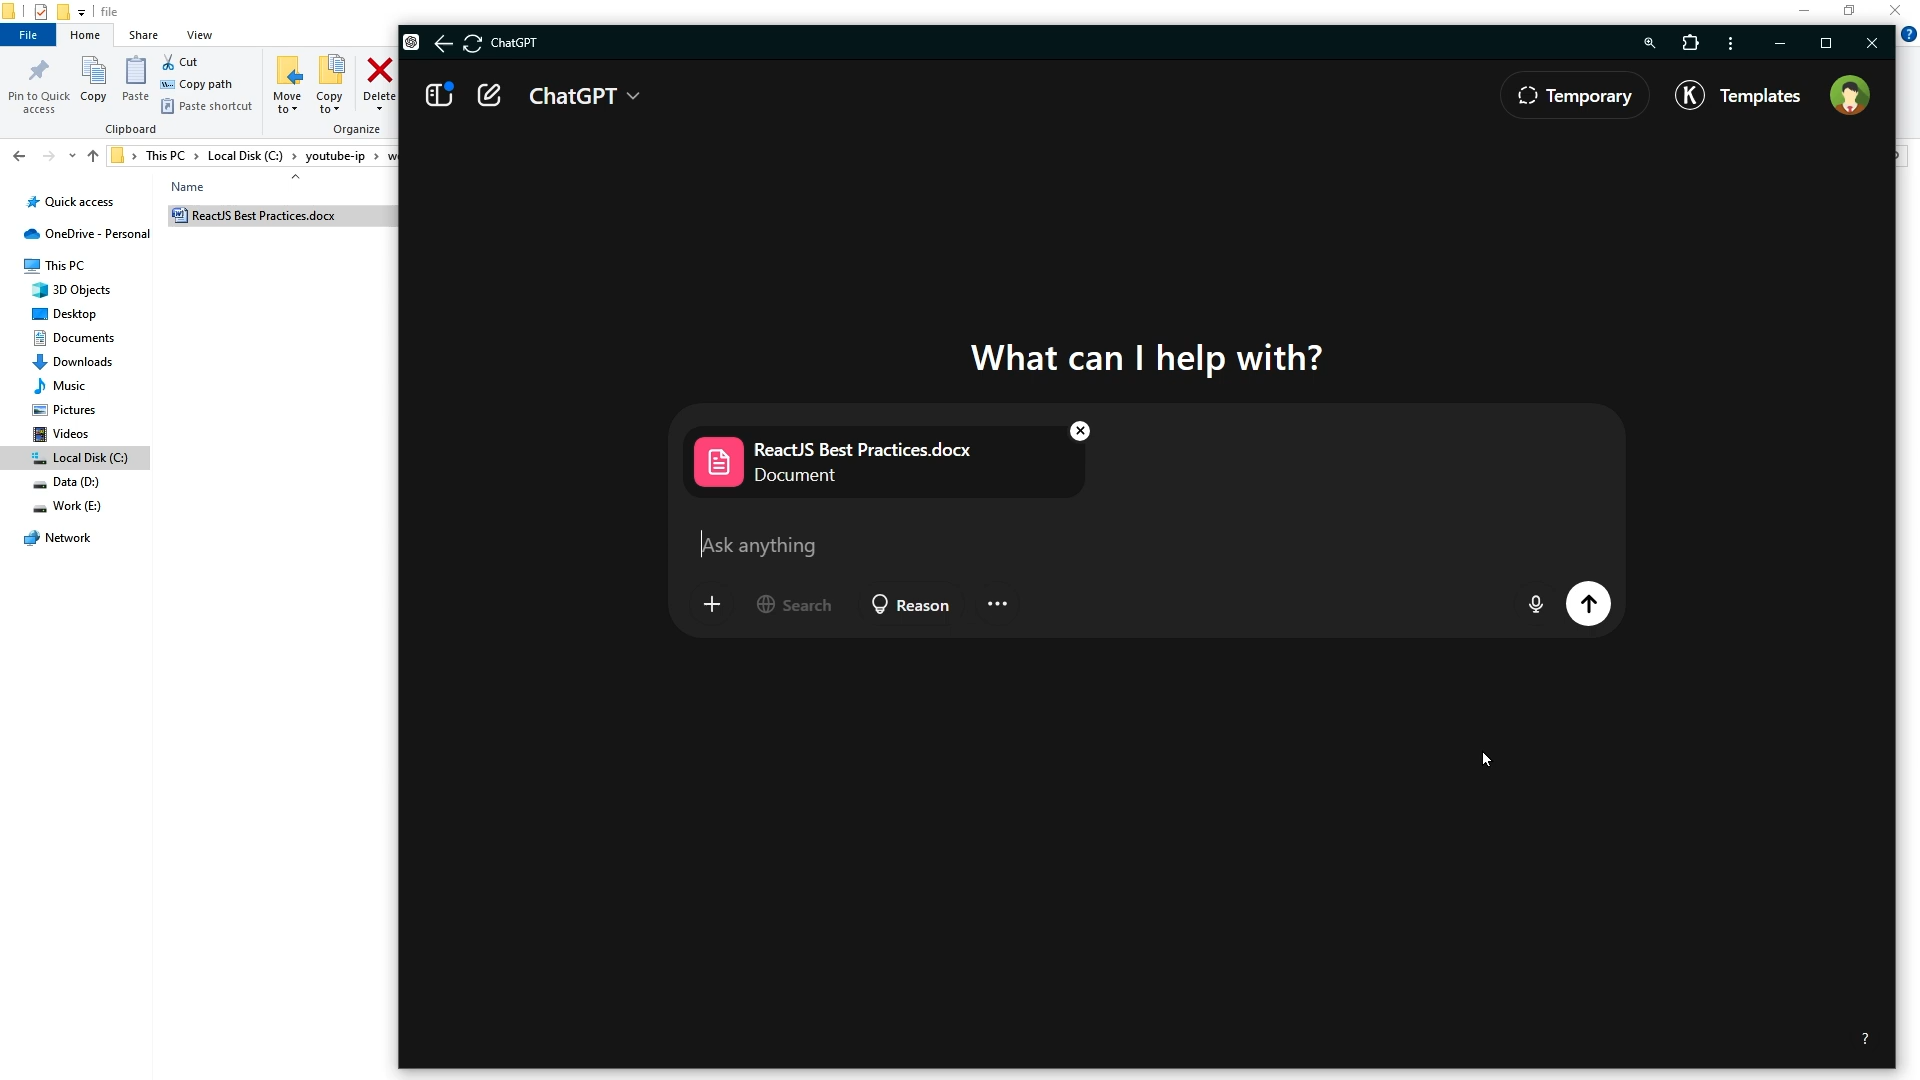 file
File
Home
Share
View
Pin to Quick
access
Copy
Paste
Cut
Copy path
Paste shortcut
Clipboard
Move
to
Copy
to
Delete
Organize
This PC
Local Disk (C:)
youtube-ip
Name
Quick access
OneDrive - Personal
This PC
3D Objects
Desktop
Documents
Downloads
Music
Pictures
Videos
Local Disk (C:)
Data (D:)
Work (E:)
Network
ReactJS Best Practices.docx
ChatGPT
ChatGPT
Temporary
K
Templates
What can I help with?
ReactJS Best Practices.docx
Document
Ask anything
Search
Reason
?
?